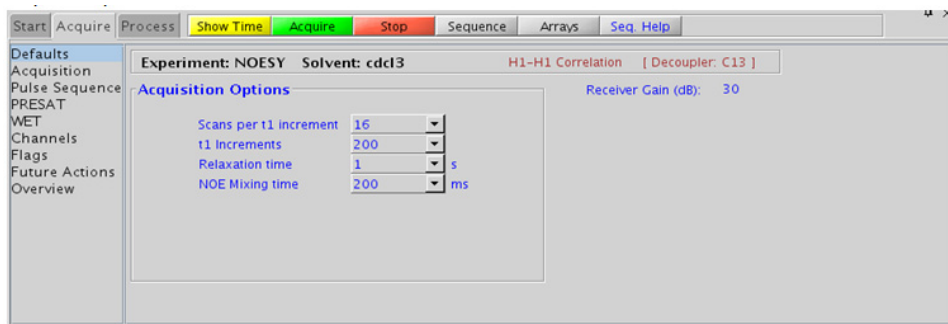 Start Acquire Process Show Time Acquire Stop Sequence Arrays Seq. Help
Defaults
Acquisition
Pulse Sequence
PRESAT
WET
Channels
Flags
Future Actions
Overview
Experiment: NOESY Solvent: cdcl3 H1-H1 Correlation [ Decoupler: C13 ]
Acquisition Options
Receiver Gain (dB): 30
Scans per t1 increment 16
t1 Increments 200
Relaxation time 1 s
NOE Mixing time 200 ms